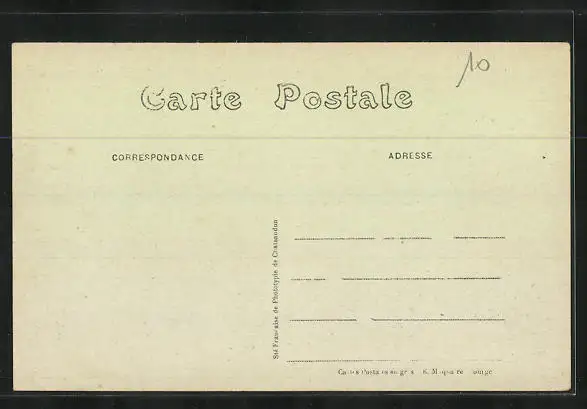 10
Carte Postale
CORRESPONDANCE
ADRESSE
Sté Française de Phototypie de Chateaudun